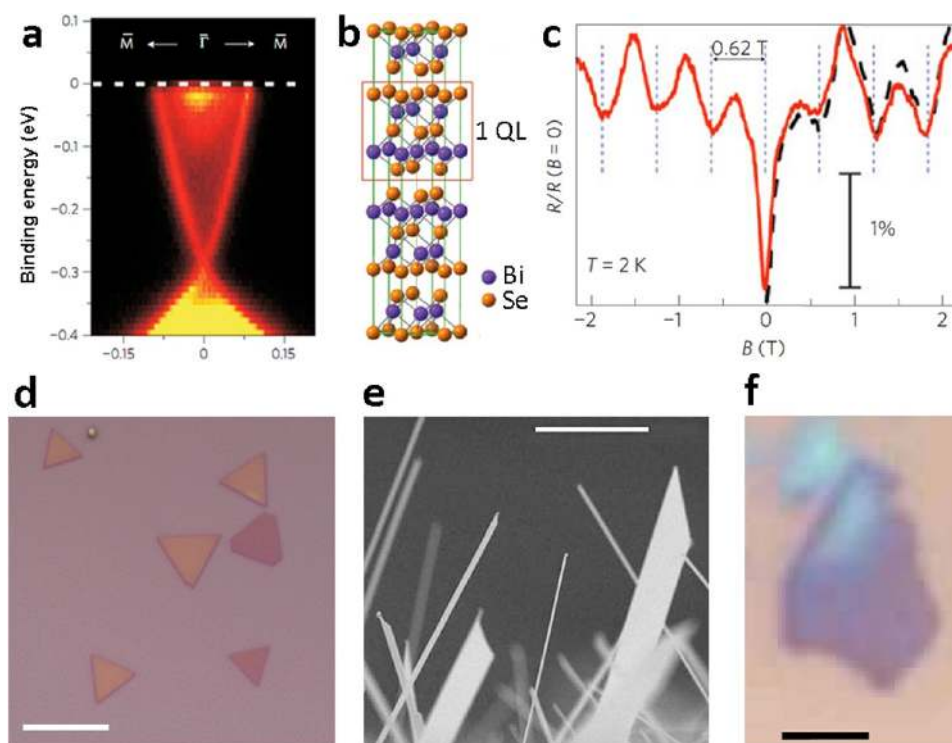 a
M̄ ← Γ̄ → M̄
0.1
0
−0.1
−0.2
−0.3
−0.4
Binding energy (eV)
−0.15 0 0.15
b
1 QL
Bi
Se
c
0.62 T
R/R (B = 0)
1%
T = 2 K
−2 −1 0 1 2
B (T)
d
e
f